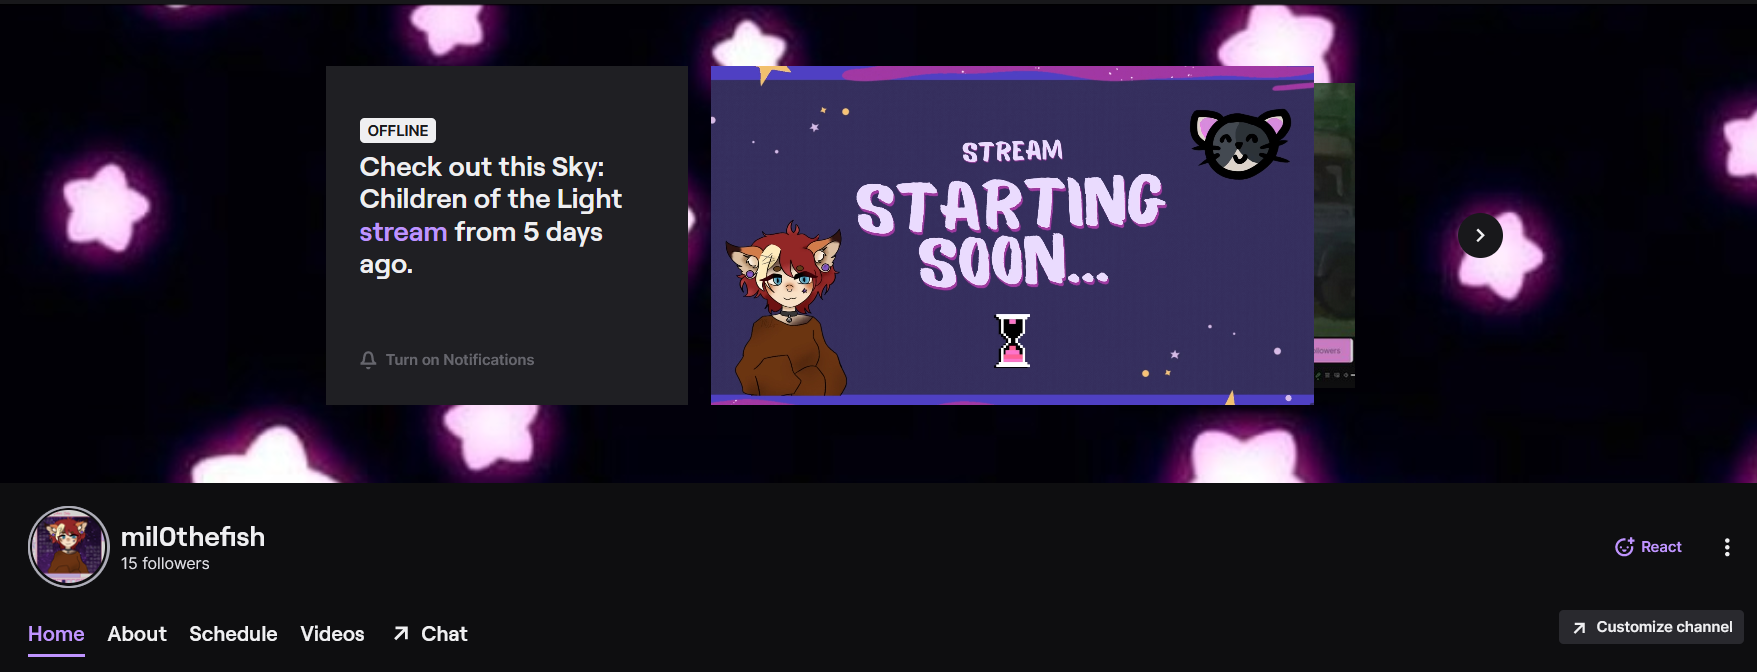 OFFLINE
Check out this Sky:
Children of the Light
stream from 5 days
ago.
Turn on Notifications
STREAM
STARTING
SOON...
mil0thefish
15 followers
React
Home
About
Schedule
Videos
Chat
Customize channel